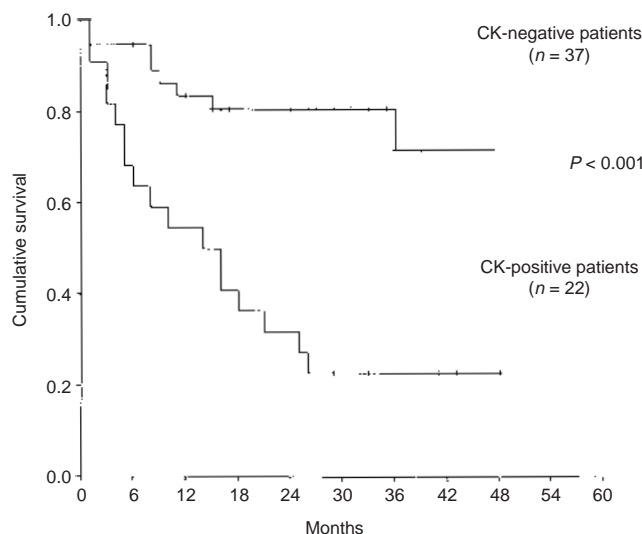 1.0
0.8
0.6
0.4
0.2
0.0
Cumulative survival
CK-negative patients
(n = 37)
P < 0.001
CK-positive patients
(n = 22)
0 6 12 18 24 30 36 42 48 54 60
Months